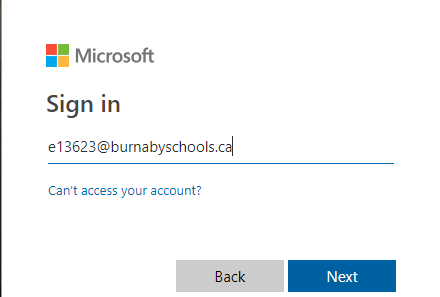 Microsoft
Sign in
e13623@burnabyschools.ca
Can't access your account?
Back
Next